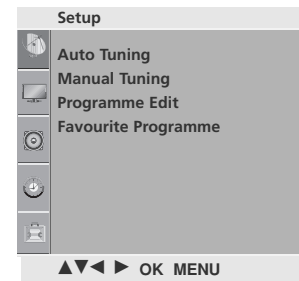 Setup
Auto Tuning
Manual Tuning
Programme Edit
Favourite Programme
▲▼◄ ► OK MENU